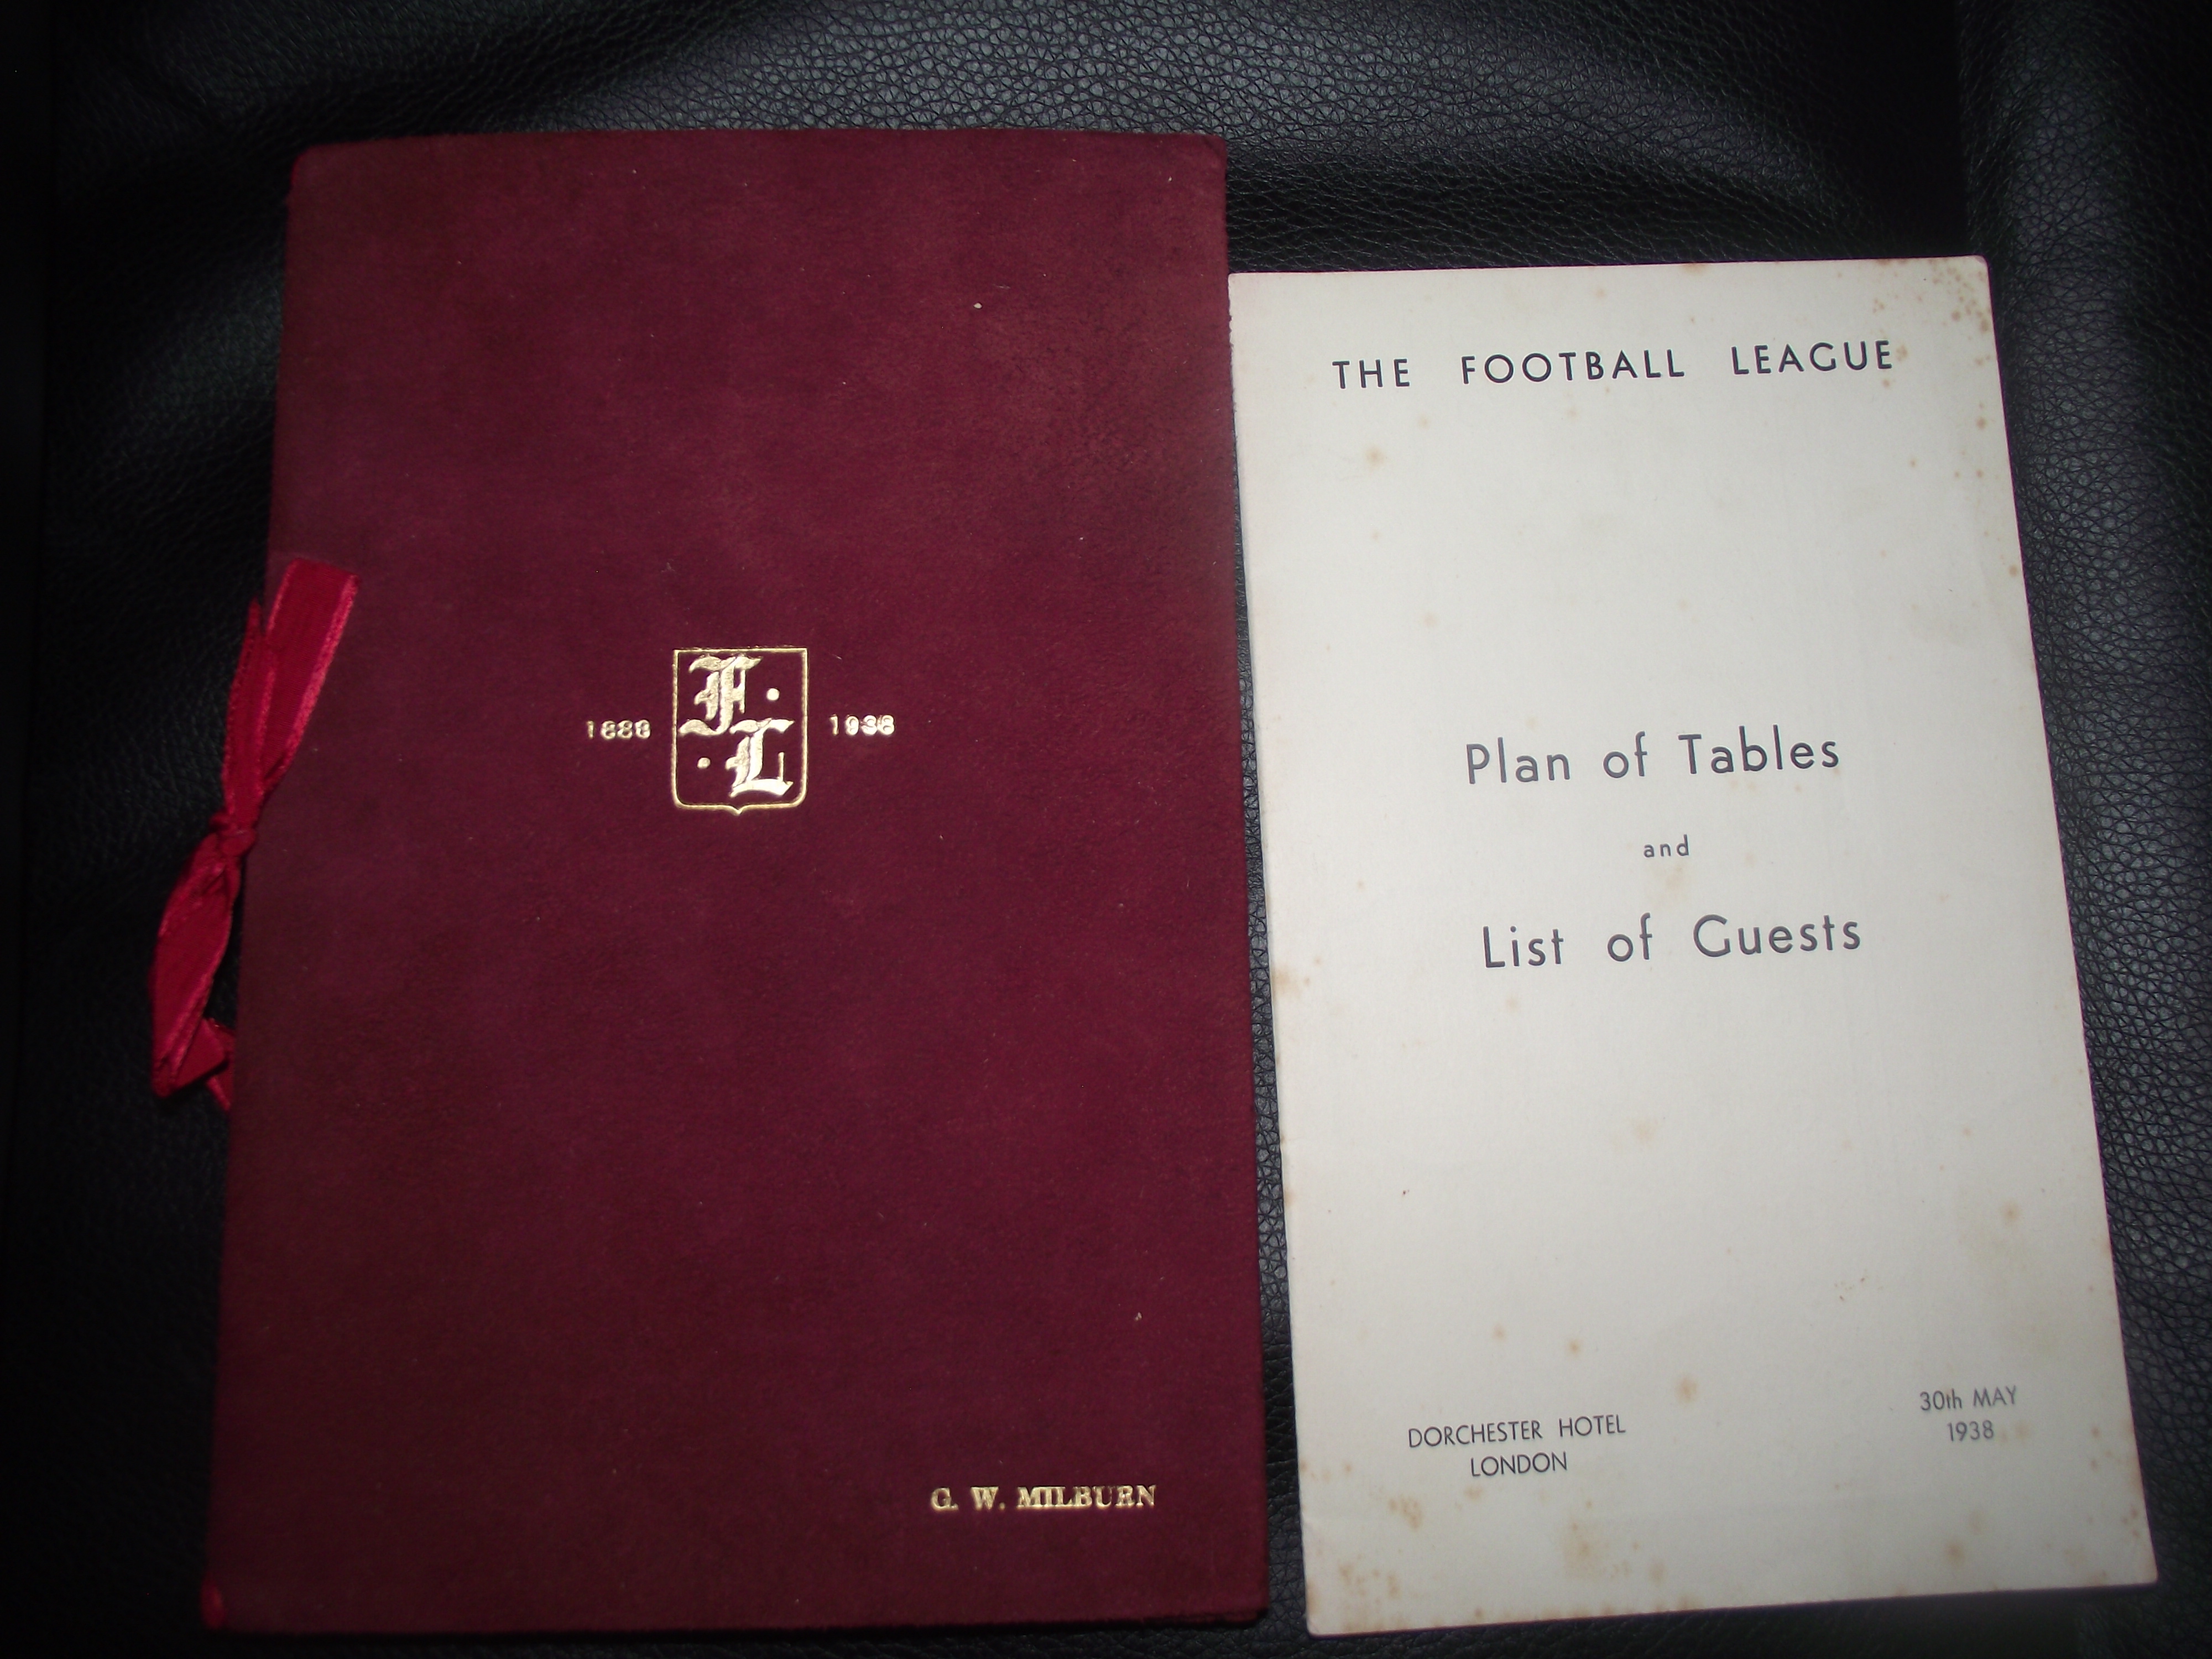 1888 F. L. 1938
G. W. MILBURN
THE FOOTBALL LEAGUE
Plan of Tables
and
List of Guests
DORCHESTER HOTEL
LONDON
30th MAY
1938